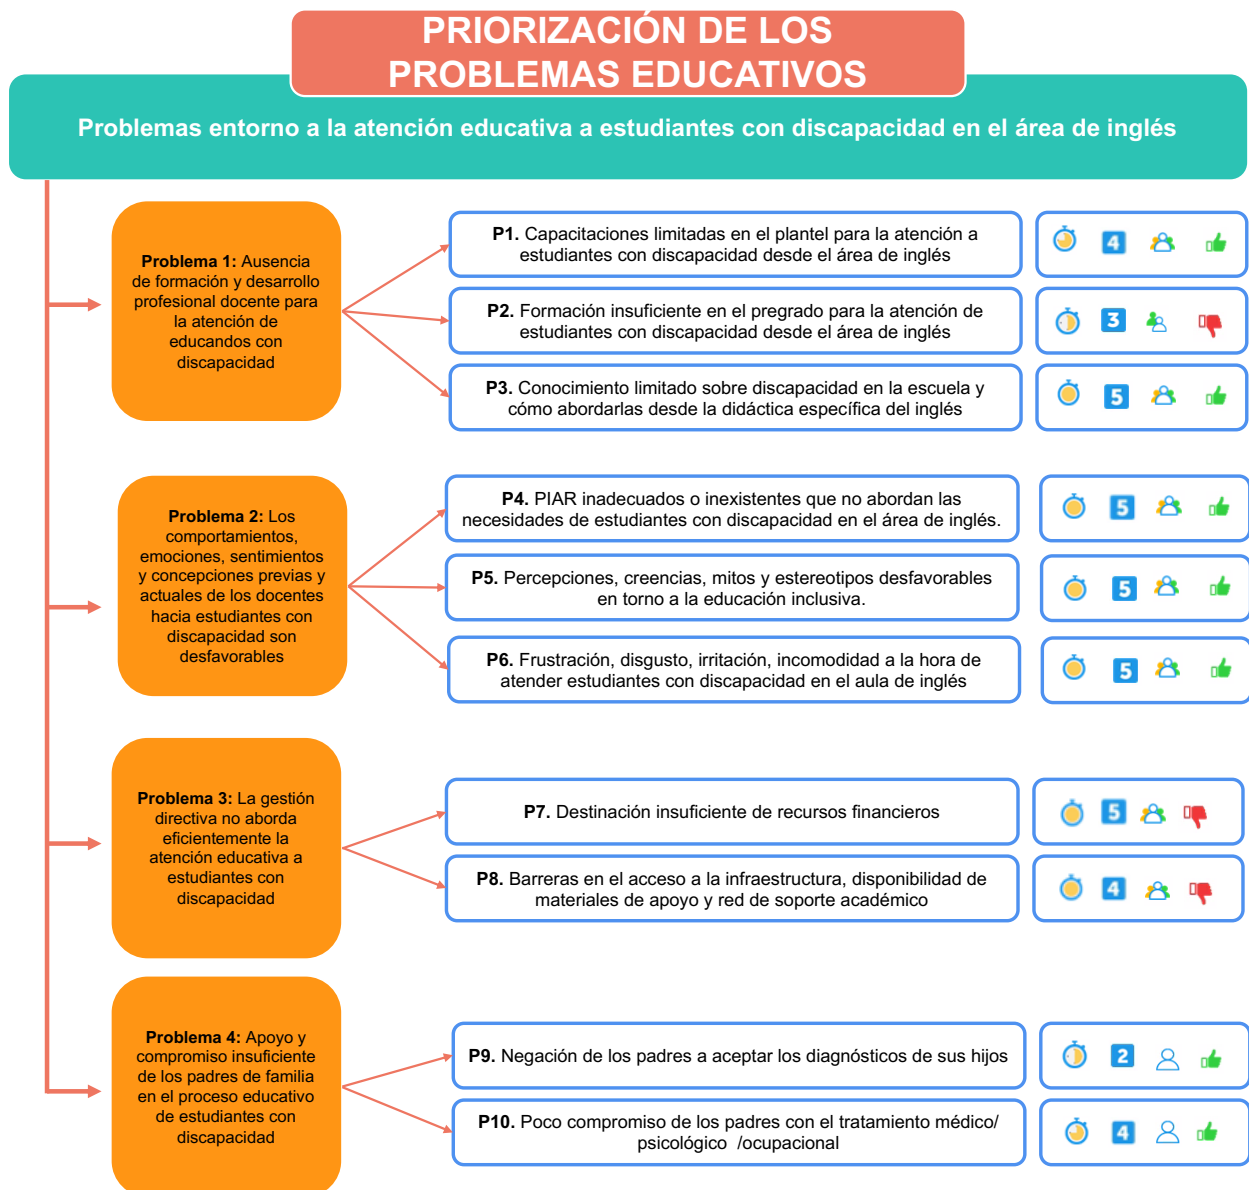 PRIORIZACIÓN DE LOS
PROBLEMAS EDUCATIVOS
Problemas entorno a la atención educativa a estudiantes con discapacidad en el área de inglés
Problema 1: Ausencia
de formación y desarrollo
profesional docente para
la atención de
educandos con
discapacidad
P1. Capacitaciones limitadas en el plantel para la atención a
estudiantes con discapacidad desde el área de inglés
4
P2. Formación insuficiente en el pregrado para la atención de
estudiantes con discapacidad desde el área de inglés
3
P3. Conocimiento limitado sobre discapacidad en la escuela y
cómo abordarlas desde la didáctica específica del inglés
5
Problema 2: Los
comportamientos,
emociones, sentimientos
y concepciones previas y
actuales de los docentes
hacia estudiantes con
discapacidad son
desfavorables
P4. PIAR inadecuados o inexistentes que no abordan las
necesidades de estudiantes con discapacidad en el área de inglés.
5
P5. Percepciones, creencias, mitos y estereotipos desfavorables
en torno a la educación inclusiva.
5
P6. Frustración, disgusto, irritación, incomodidad a la hora de
atender estudiantes con discapacidad en el aula de inglés
5
Problema 3: La gestión
directiva no aborda
eficientemente la
atención educativa a
estudiantes con
discapacidad
P7. Destinación insuficiente de recursos financieros
5
P8. Barreras en el acceso a la infraestructura, disponibilidad de
materiales de apoyo y red de soporte académico
4
Problema 4: Apoyo y
compromiso insuficiente
de los padres de familia
en el proceso educativo
de estudiantes con
discapacidad
P9. Negación de los padres a aceptar los diagnósticos de sus hijos
2
P10. Poco compromiso de los padres con el tratamiento médico/
psicológico /ocupacional
4